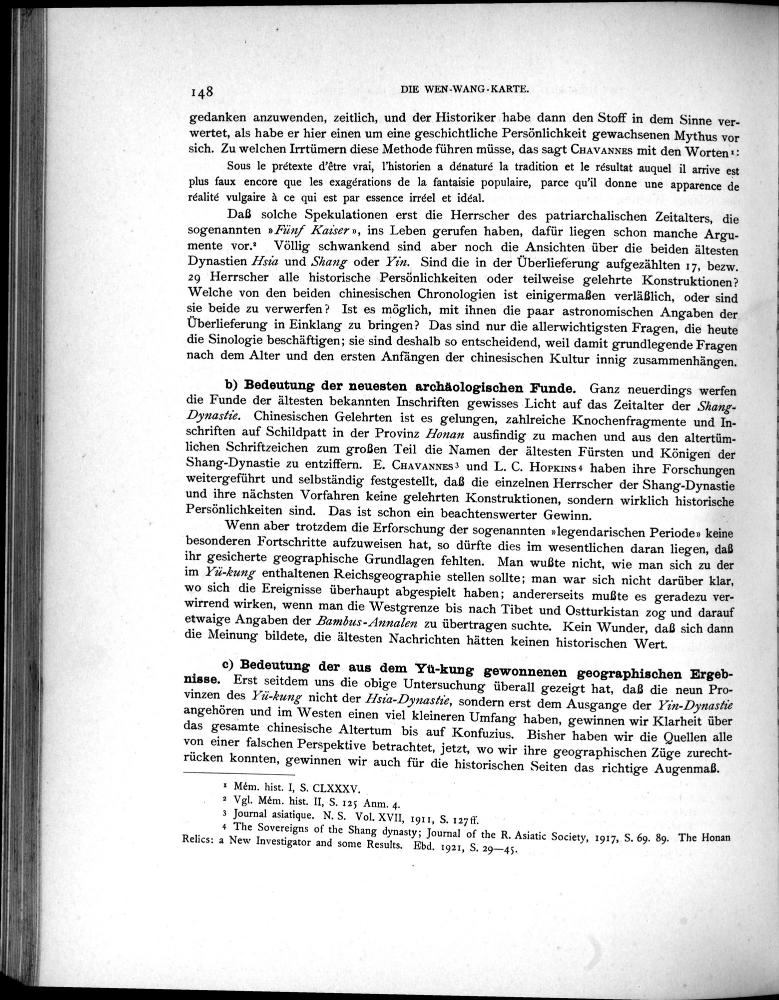 148
DIE WEN-WANG-KARTE.
gedanken anzuwenden, zeitlich, und der Historiker habe dann den Stoff in dem Sinne ver-
wertet, als habe er hier einen um eine geschichtliche Persönlichkeit gewachsenen Mythus vor
sich. Zu welchen Irrtümern diese Methode führen müsse, das sagt CHAVANNES mit den Worten¹:
Sous le prétexte d'être vrai, l'historien a dénaturé la tradition et le résultat auquel il arrive est
plus faux encore que les exagérations de la fantaisie populaire, parce qu'il donne une apparence de
réalité vulgaire à ce qui est par essence irréel et idéal.
Daß solche Spekulationen erst die Herrscher des patriarchalischen Zeitalters, die
sogenannten »Fünf Kaiser«, ins Leben gerufen haben, dafür liegen schon manche Argu-
mente vor.² Völlig schwankend sind aber noch die Ansichten über die beiden ältesten
Dynastien Hsia und Shang oder Yin. Sind die in der Überlieferung aufgezählten 17, bezw.
29 Herrscher alle historische Persönlichkeiten oder teilweise gelehrte Konstruktionen?
Welche von den beiden chinesischen Chronologien ist einigermaßen verläßlich, oder sind
sie beide zu verwerfen? Ist es möglich, mit ihnen die paar astronomischen Angaben der
Überlieferung in Einklang zu bringen? Das sind nur die allerwichtigsten Fragen, die heute
die Sinologie beschäftigen; sie sind deshalb so entscheidend, weil damit grundlegende Fragen
nach dem Alter und den ersten Anfängen der chinesischen Kultur innig zusammenhängen.
b) Bedeutung der neuesten archäologischen Funde. Ganz neuerdings werfen
die Funde der ältesten bekannten Inschriften gewisses Licht auf das Zeitalter der Shang-
Dynastie. Chinesischen Gelehrten ist es gelungen, zahlreiche Knochenfragmente und In-
schriften auf Schildpatt in der Provinz Honan ausfindig zu machen und aus den altertüm-
lichen Schriftzeichen zum großen Teil die Namen der ältesten Fürsten und Königen der
Shang-Dynastie zu entziffern. E. CHAVANNES³ und L. C. HOPKINS⁴ haben ihre Forschungen
weitergeführt und selbständig festgestellt, daß die einzelnen Herrscher der Shang-Dynastie
und ihre nächsten Vorfahren keine gelehrten Konstruktionen, sondern wirklich historische
Persönlichkeiten sind. Das ist schon ein beachtenswerter Gewinn.
Wenn aber trotzdem die Erforschung der sogenannten »legendarischen Periode« keine
besonderen Fortschritte aufzuweisen hat, so dürfte dies im wesentlichen daran liegen, daß
ihr gesicherte geographische Grundlagen fehlten. Man wußte nicht, wie man sich zu der
im Yü-kung enthaltenen Reichsgeographie stellen sollte; man war sich nicht darüber klar,
wo sich die Ereignisse überhaupt abgespielt haben; andererseits mußte es geradezu ver-
wirrend wirken, wenn man die Westgrenze bis nach Tibet und Ostturkistan zog und darauf
etwaige Angaben der Bambus-Annalen zu übertragen suchte. Kein Wunder, daß sich dann
die Meinung bildete, die ältesten Nachrichten hätten keinen historischen Wert.
c) Bedeutung der aus dem Yü-kung gewonnenen geographischen Ergeb-
nisse. Erst seitdem uns die obige Untersuchung überall gezeigt hat, daß die neun Pro-
vinzen des Yü-kung nicht der Hsia-Dynastie, sondern erst dem Ausgange der Yin-Dynastie
angehören und im Westen einen viel kleineren Umfang haben, gewinnen wir Klarheit über
das gesamte chinesische Altertum bis auf Konfuzius. Bisher haben wir die Quellen alle
von einer falschen Perspektive betrachtet, jetzt, wo wir ihre geographischen Züge zurecht-
rücken konnten, gewinnen wir auch für die historischen Seiten das richtige Augenmaß.
¹ Mém. hist. I, S. CLXXXV.
² Vgl. Mém. hist. II, S. 125 Anm. 4.
³ Journal asiatique. N. S. Vol. XVII, 1911, S. 127 ff.
⁴ The Sovereigns of the Shang dynasty; Journal of the R. Asiatic Society, 1917, S. 69. 89. The Honan
Relics: a New Investigator and some Results. Ebd. 1921, S. 29—45.